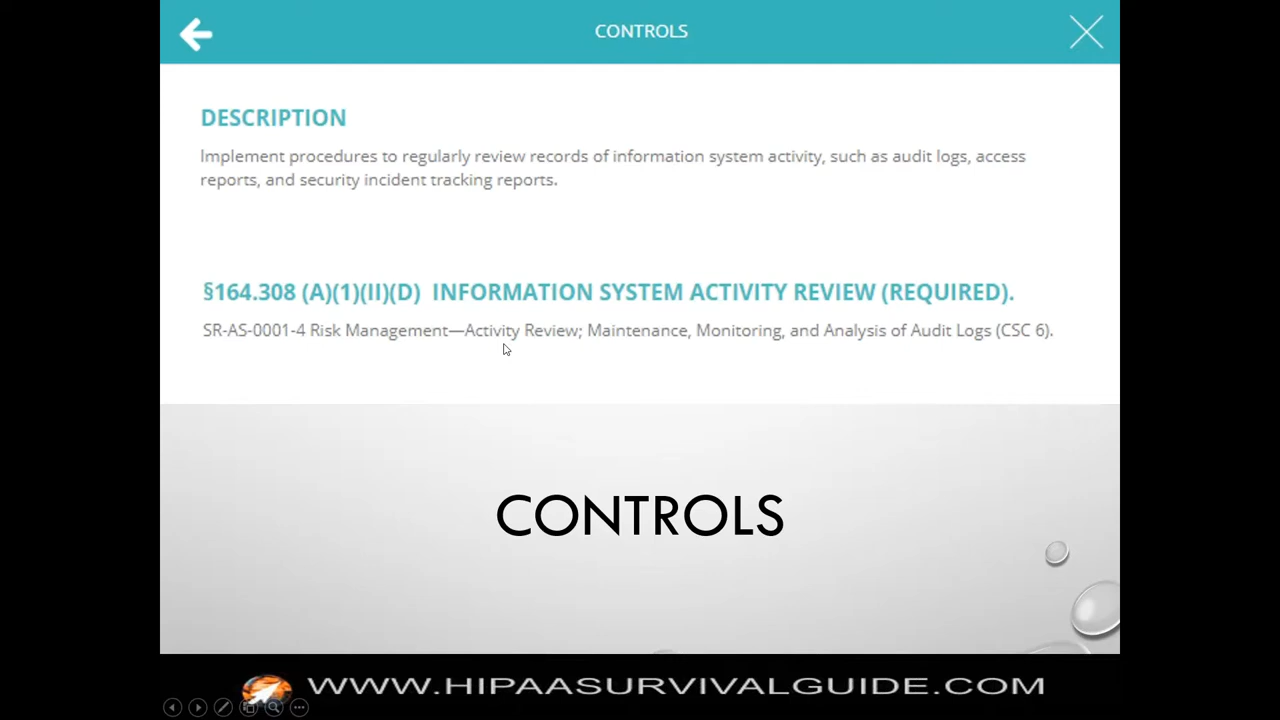 CONTROLS
DESCRIPTION
Implement procedures to regularly review records of information system activity, such as audit logs, access
reports, and security incident tracking reports.
§164.308 (A)(1)(II)(D) INFORMATION SYSTEM ACTIVITY REVIEW (REQUIRED).
SR-AS-0001-4 Risk Management—Activity Review; Maintenance, Monitoring, and Analysis of Audit Logs (CSC 6).
CONTROLS
WWW.HIPAASURVIVALGUIDE.COM